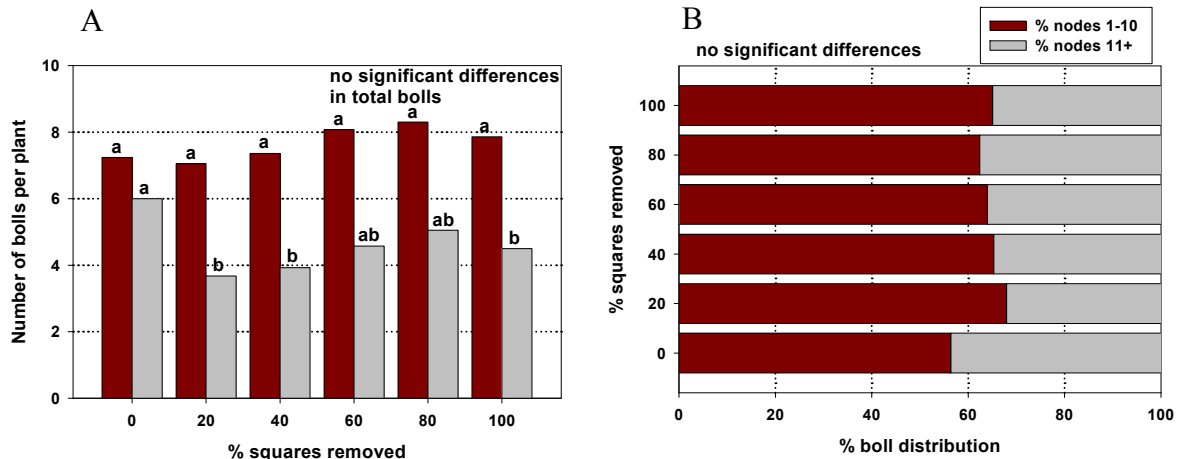 A
no significant differences
in total bolls
Number of bolls per plant
10
8
6
4
2
0
a
a
a
a
a
a
a
b
b
ab
ab
b
0 20 40 60 80 100
% squares removed
B
% nodes 1-10
% nodes 11+
no significant differences
% squares removed
100
80
60
40
20
0
0 20 40 60 80 100
% boll distribution